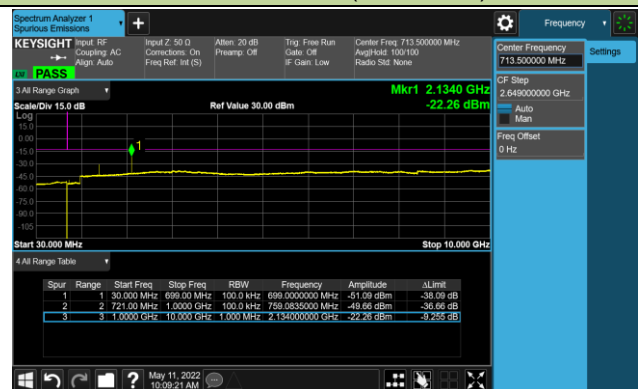 Spectrum Analyzer 1
Spurious Emissions
+
Frequency
KEYSIGHT
Input: RF
Coupling: AC
Align: Auto
Input Z: 50 Ω
Corrections: On
Freq Ref: Int (S)
Atten: 20 dB
Preamp: Off
Trig: Free Run
Gate: Off
IF Gain: Low
Center Freq: 713.500000 MHz
Avg|Hold: 100/100
Radio Std: None
PASS
Center Frequency
713.500000 MHz
Settings
CF Step
2.649000000 GHz
Auto
Man
Freq Offset
0 Hz
3 All Range Graph
Mkr1 2.1340 GHz
Scale/Div 15.0 dB
Ref Value 30.00 dBm
-22.26 dBm
Log
15.0
0.00
-15.0
-30.0
-45.0
-60.0
-75.0
-90.0
-105
1
Start 30.000 MHz
Stop 10.000 GHz
4 All Range Table
Spur Range Start Freq Stop Freq RBW Frequency Amplitude ΔLimit
1 1 30.000 MHz 699.00 MHz 100.0 kHz 699.0000000 MHz -51.09 dBm -38.09 dB
2 2 721.00 MHz 1.0000 GHz 100.0 kHz 759.0835000 MHz -49.66 dBm -36.66 dB
3 3 1.0000 GHz 10.000 GHz 1.000 MHz 2.134000000 GHz -22.26 dBm -9.255 dB
?
May 11, 2022
10:09:21 AM